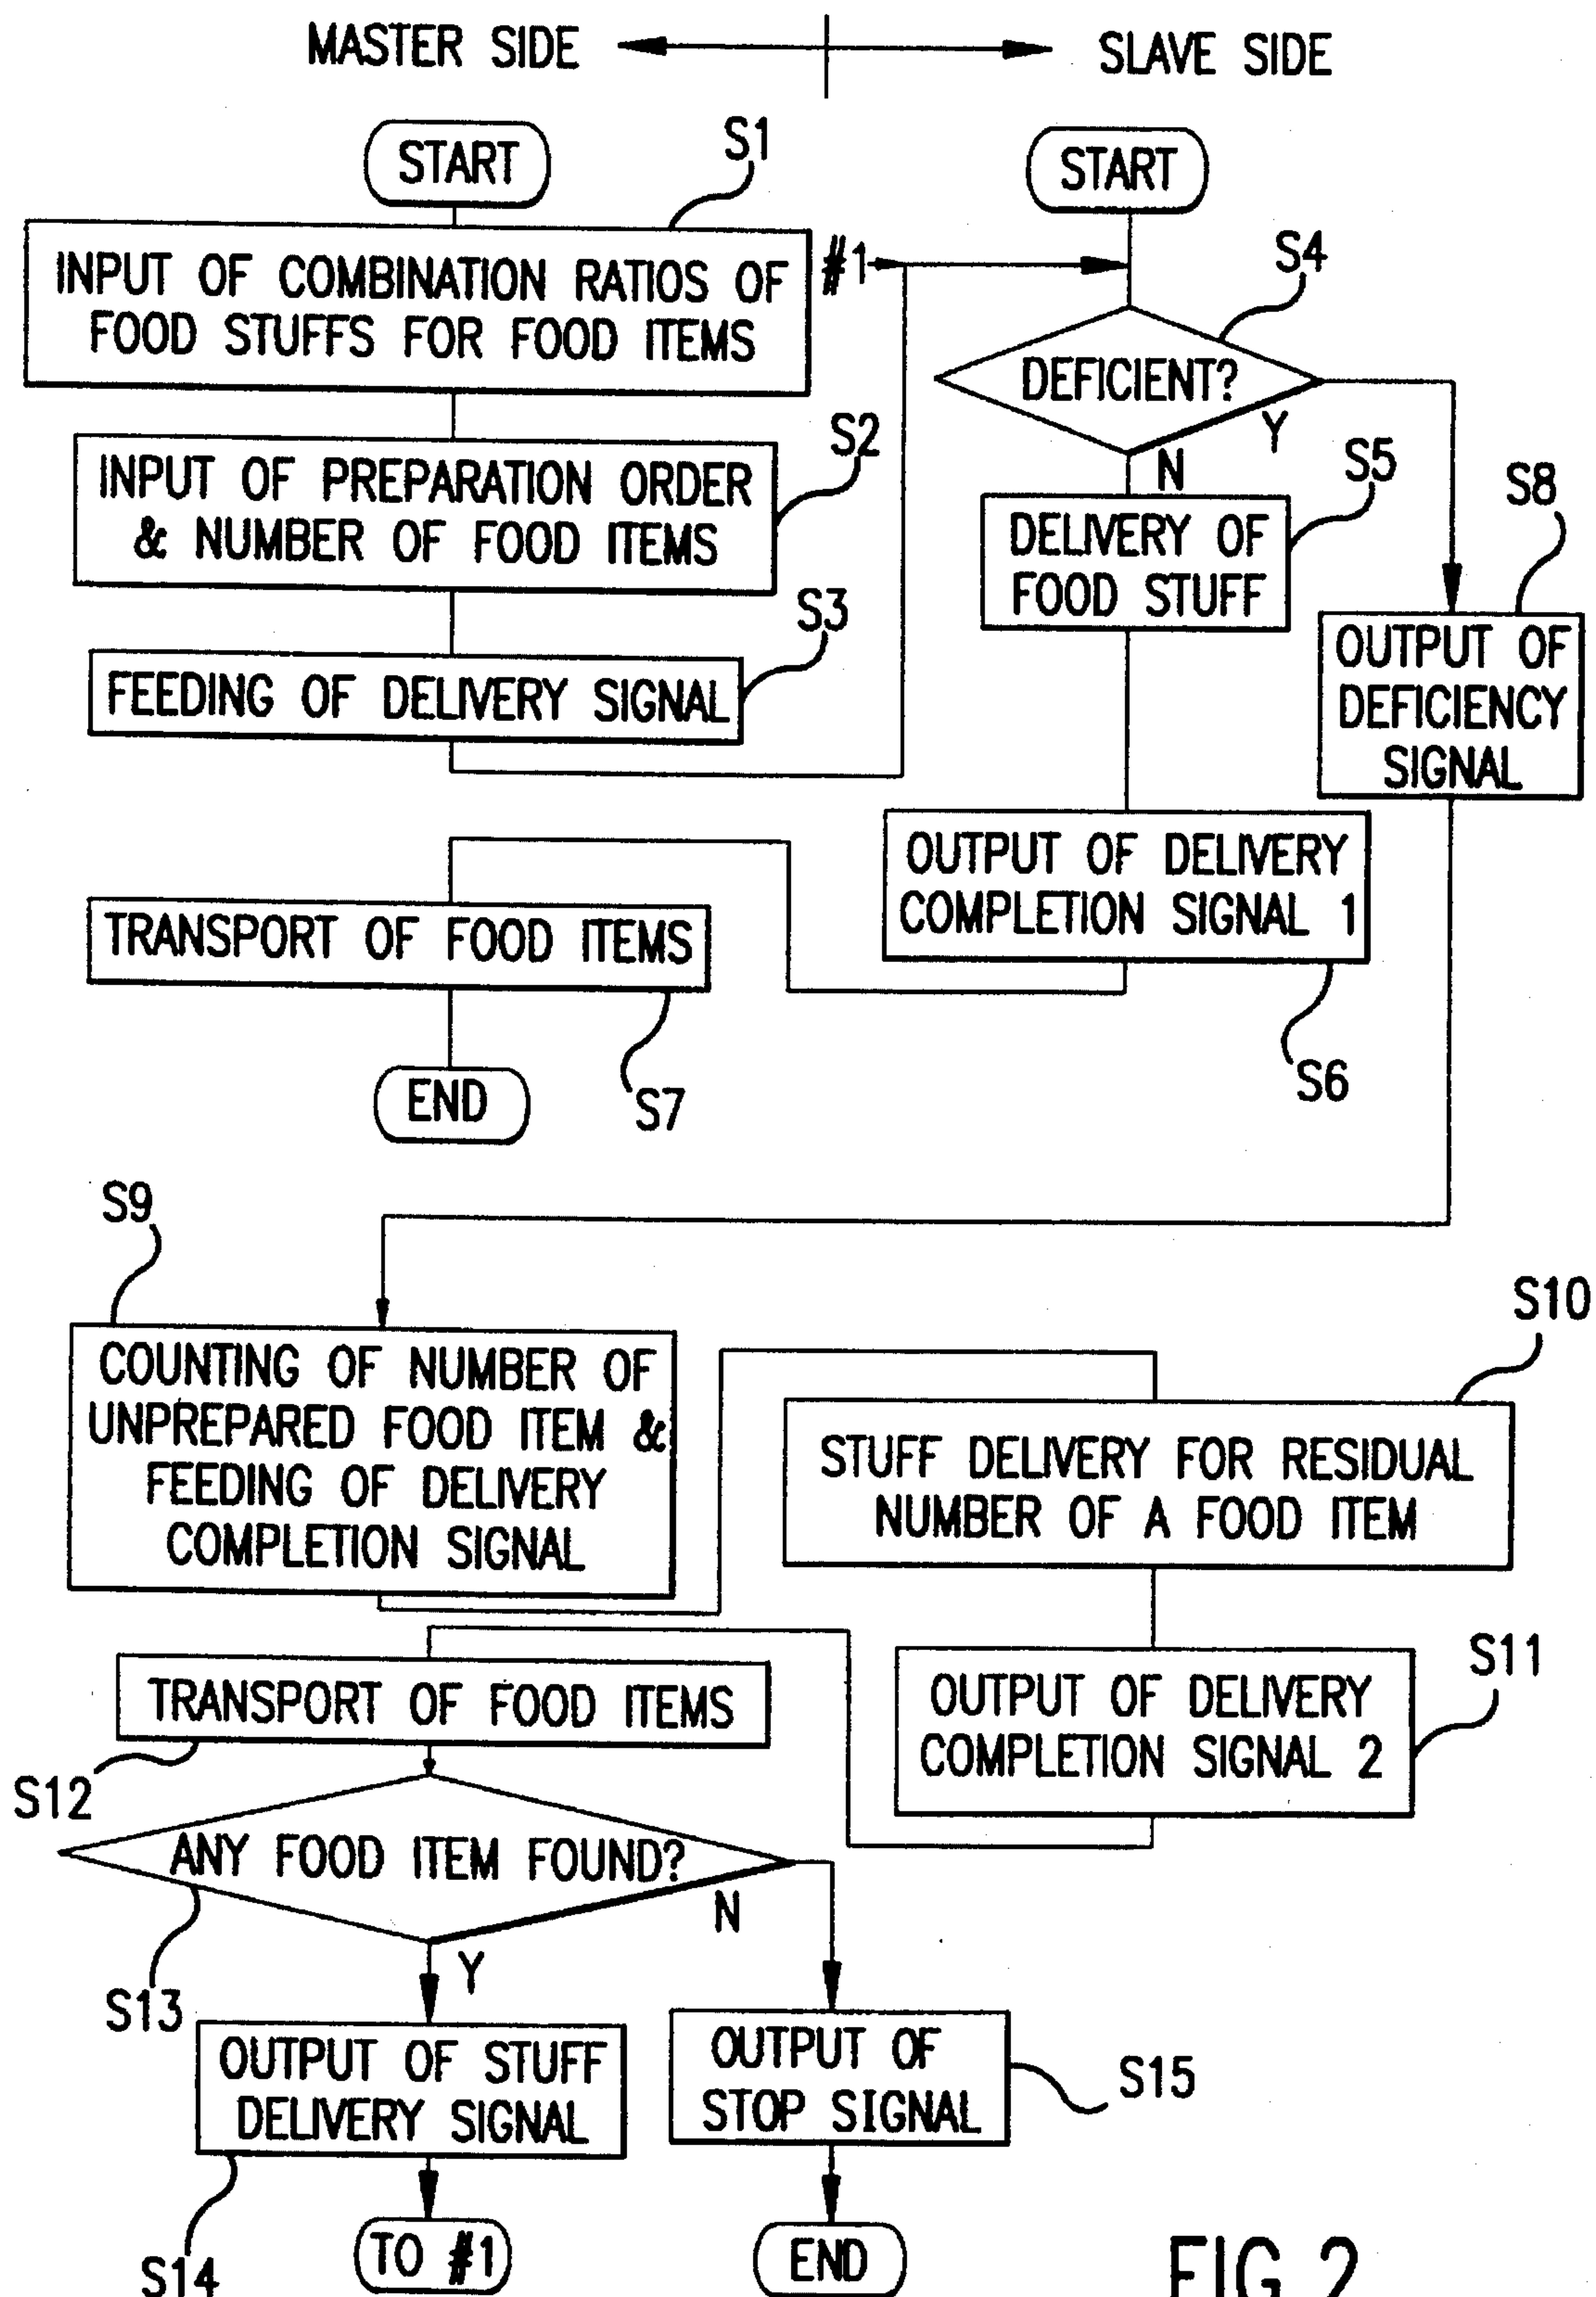 MASTER SIDE
SLAVE SIDE
START
S1
INPUT OF COMBINATION RATIOS OF
FOOD STUFFS FOR FOOD ITEMS
S2
INPUT OF PREPARATION ORDER
& NUMBER OF FOOD ITEMS
S3
FEEDING OF DELIVERY SIGNAL
START
#1
S4
DEFICIENT?
Y
N
S5
DELIVERY OF
FOOD STUFF
S8
OUTPUT OF
DEFICIENCY
SIGNAL
OUTPUT OF DELIVERY
COMPLETION SIGNAL 1
S6
TRANSPORT OF FOOD ITEMS
S7
END
S9
COUNTING OF NUMBER OF
UNPREPARED FOOD ITEM &
FEEDING OF DELIVERY
COMPLETION SIGNAL
S10
STUFF DELIVERY FOR RESIDUAL
NUMBER OF A FOOD ITEM
S11
OUTPUT OF DELIVERY
COMPLETION SIGNAL 2
TRANSPORT OF FOOD ITEMS
S12
ANY FOOD ITEM FOUND?
N
Y
S13
OUTPUT OF STUFF
DELIVERY SIGNAL
OUTPUT OF
STOP SIGNAL
S15
S14
TO #1
END
FIG. 2